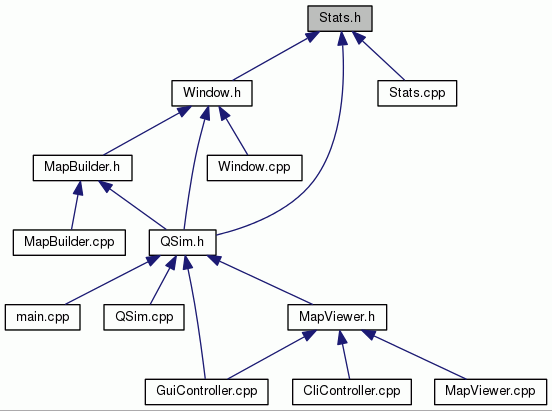 Stats.h
Window.h
Stats.cpp
MapBuilder.h
Window.cpp
MapBuilder.cpp
QSim.h
main.cpp
QSim.cpp
MapViewer.h
GuiController.cpp
CliController.cpp
MapViewer.cpp